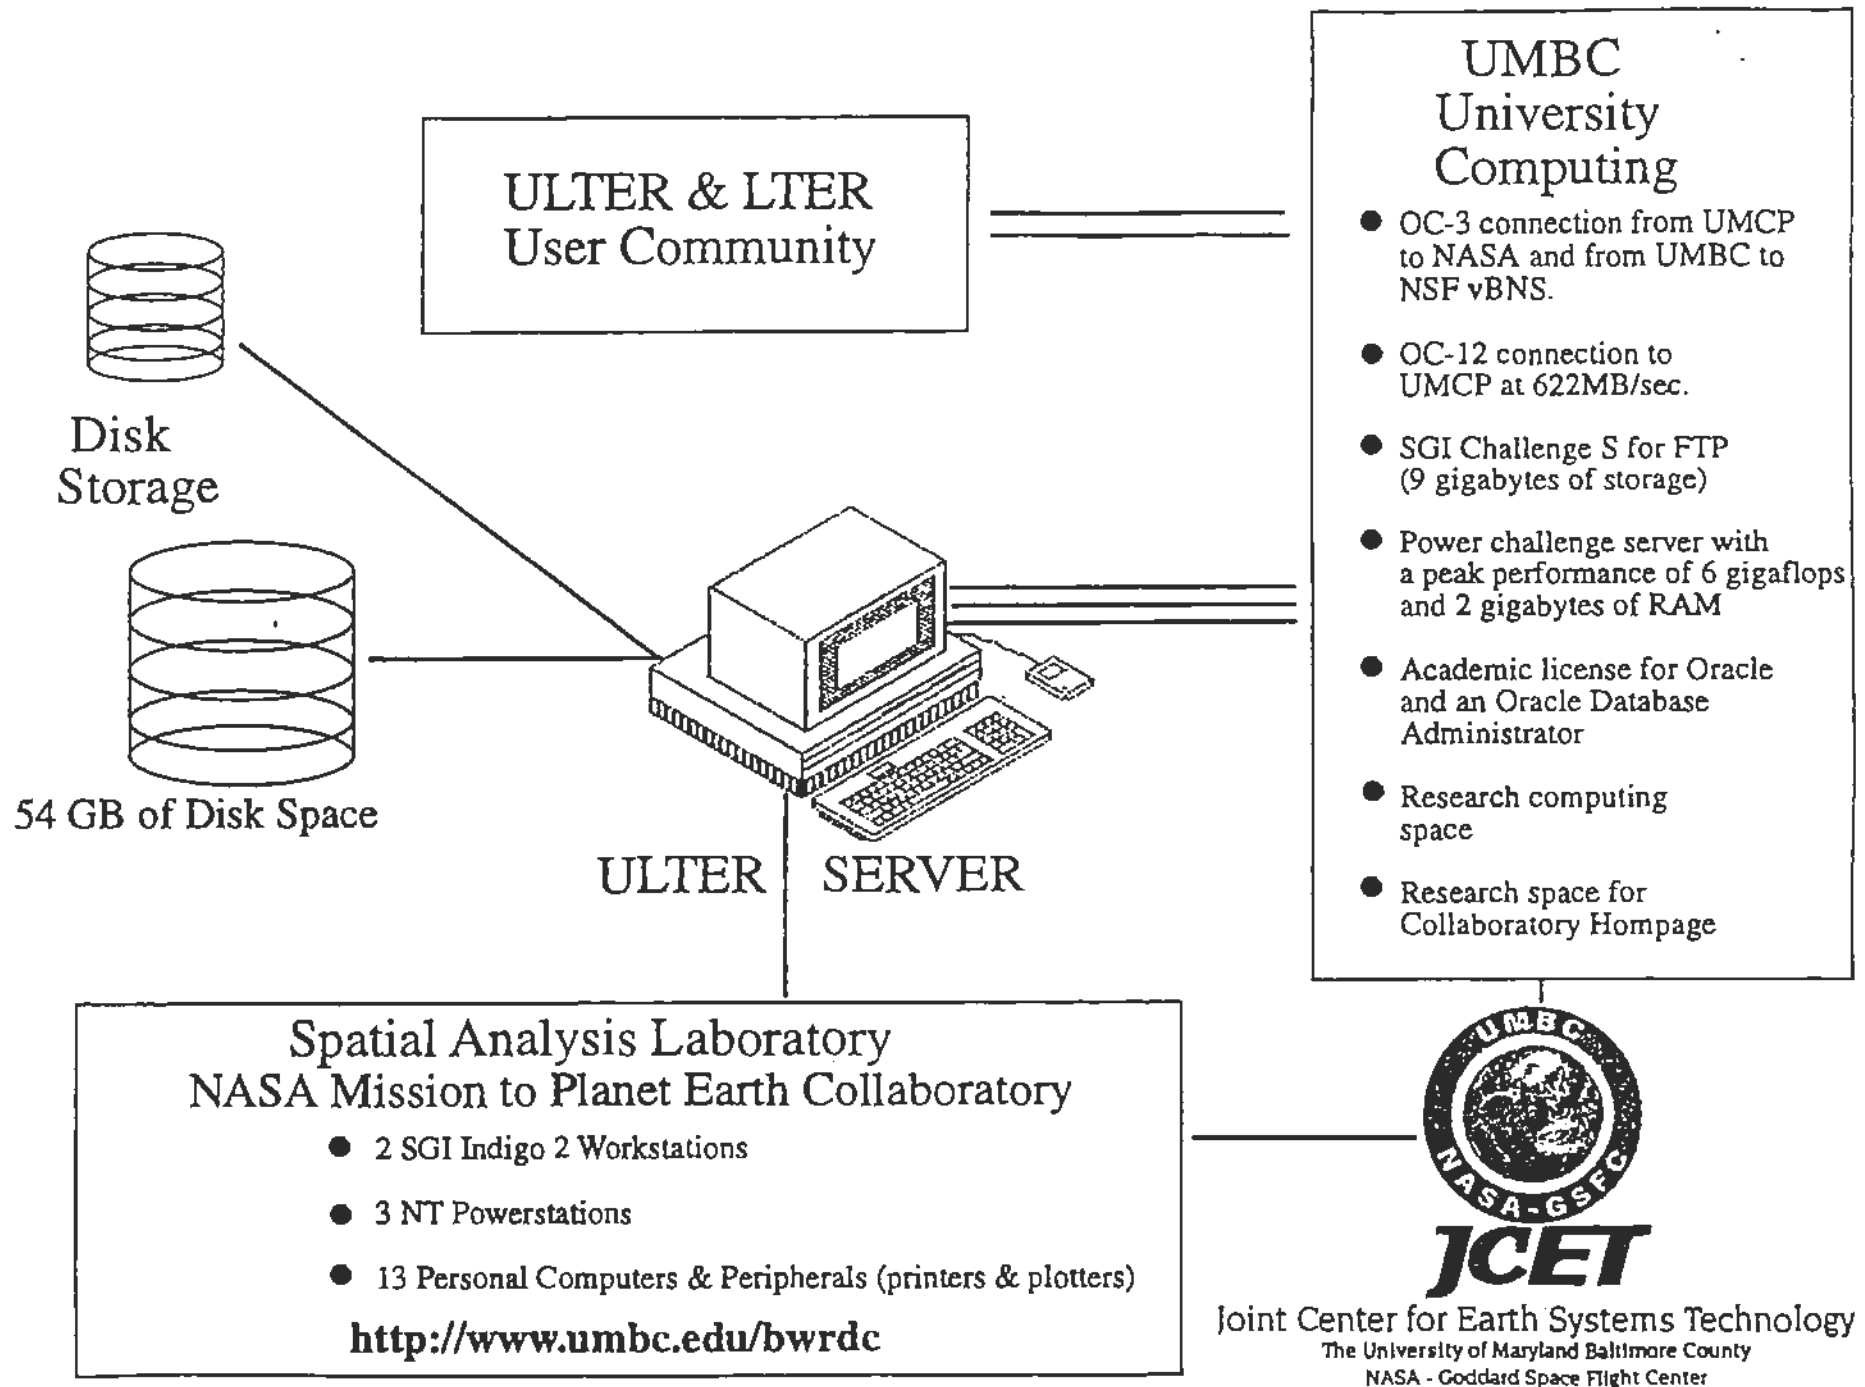 ULTER & LTER
User Community
Disk
Storage
54 GB of Disk Space
ULTER SERVER
UMBC
University
Computing
● OC-3 connection from UMCP
to NASA and from UMBC to
NSF vBNS.
● OC-12 connection to
UMCP at 622MB/sec.
● SGI Challenge S for FTP
(9 gigabytes of storage)
● Power challenge server with
a peak performance of 6 gigaflops
and 2 gigabytes of RAM
● Academic license for Oracle
and an Oracle Database
Administrator
● Research computing
space
● Research space for
Collaboratory Hompage
Spatial Analysis Laboratory
NASA Mission to Planet Earth Collaboratory
● 2 SGI Indigo 2 Workstations
● 3 NT Powerstations
● 13 Personal Computers & Peripherals (printers & plotters)
http://www.umbc.edu/bwrdc
UMBC
NASA-GSFC
JCET
Joint Center for Earth Systems Technology
The University of Maryland Baltimore County
NASA - Goddard Space Flight Center